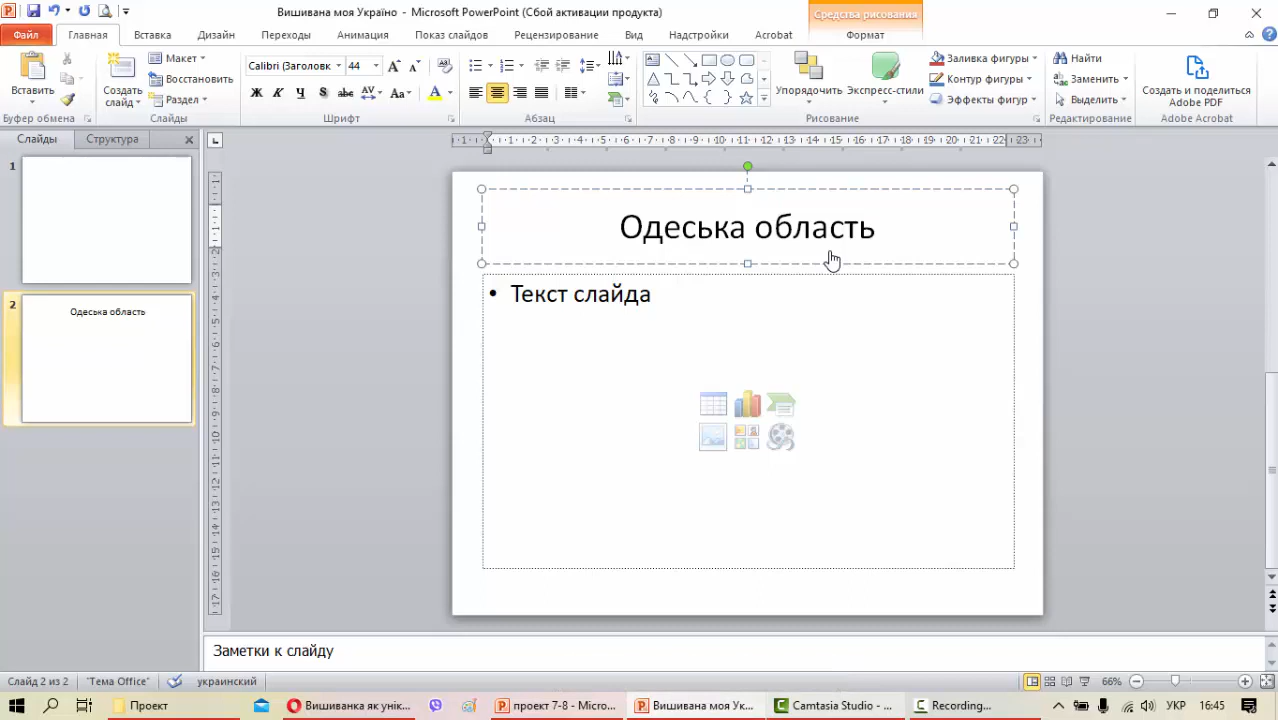 Вишивана моя Україно - Microsoft PowerPoint (Сбой активации продукта)
Средства рисования
Файл Главная Вставка Дизайн Переходы Анимация Показ слайдов Рецензирование Вид Надстройки Acrobat Формат
Вставить
Буфер обмена
Создать слайд
Макет
Восстановить
Раздел
Слайды
Calibri (Заголовк 44
Ж К Ч S abc AV Aa A
Шрифт
Абзац
Упорядочить
Экспресс-стили
Заливка фигуры
Контур фигуры
Эффекты фигур
Рисование
Найти
Заменить
Выделить
Редактирование
Создать и поделиться
Adobe PDF
Adobe Acrobat
Слайды Структура
1
2
Одеська область
Одеська область
• Текст слайда
Заметки к слайду
Слайд 2 из 2 "Тема Office" украинский 66%
Проект Вишиванка як унік... проект 7-8 - Microso... Вишивана моя Ук... Camtasia Studio - ... Recording... УКР 16:45